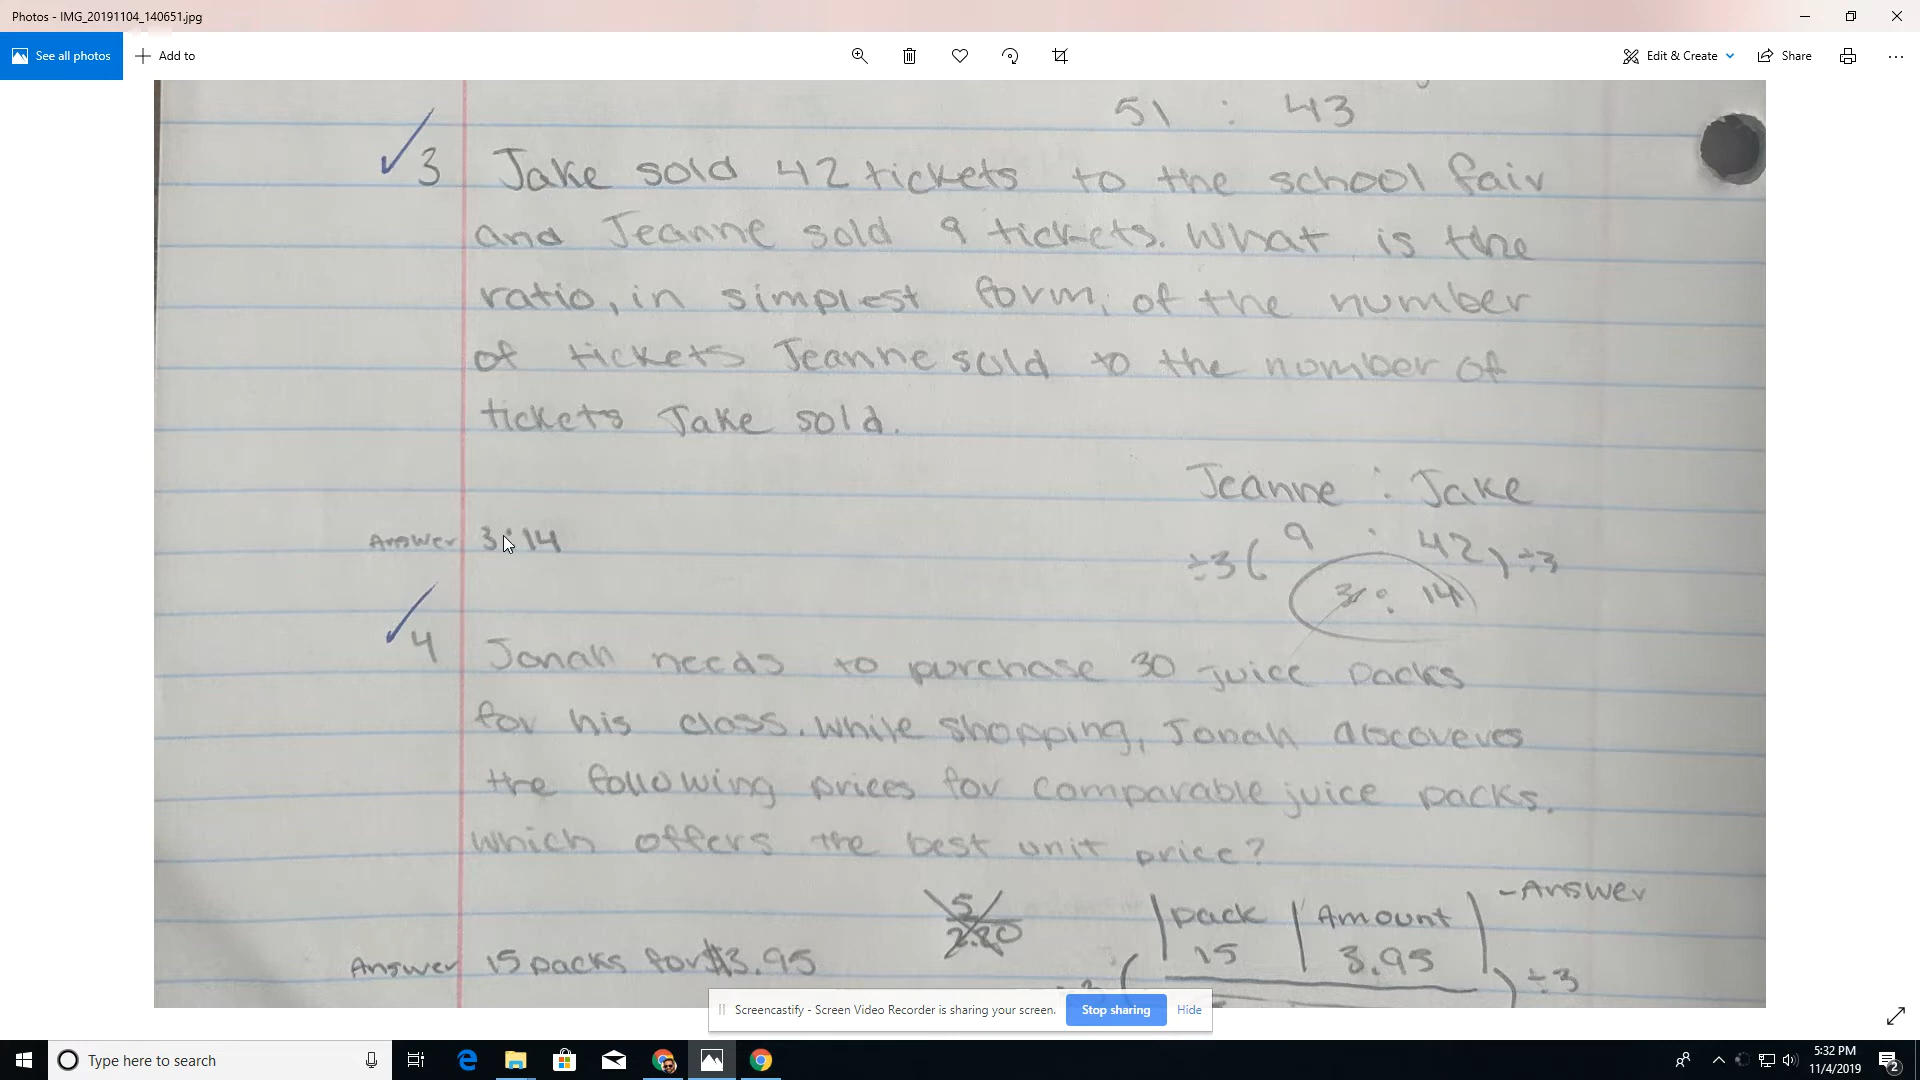 Photos - IMG_20191104_140651.jpg
See all photos
Add to
Edit & Create
Share
51 : 43
3 Jake sold 42 tickets to the school fair
and Jeanne sold 9 tickets. What is the
ratio, in simplest form, of the number
of tickets Jeanne sold to the number of
tickets Jake sold.
Jeanne : Jake
Answer 3:14
9 : 42
÷3 ( ) ÷3
3 : 14
4 Jonah needs to purchase 30 juice packs
for his class. While shopping, Jonah discoveres
the following prices for comparable juice packs.
which offers the best unit price?
- Answer
5
2.20
pack | Amount
15 | 3.95
Answer 15 packs for $3.95
÷3
Screencastify - Screen Video Recorder is sharing your screen.
Stop sharing
Hide
Type here to search
5:32 PM
11/4/2019
2